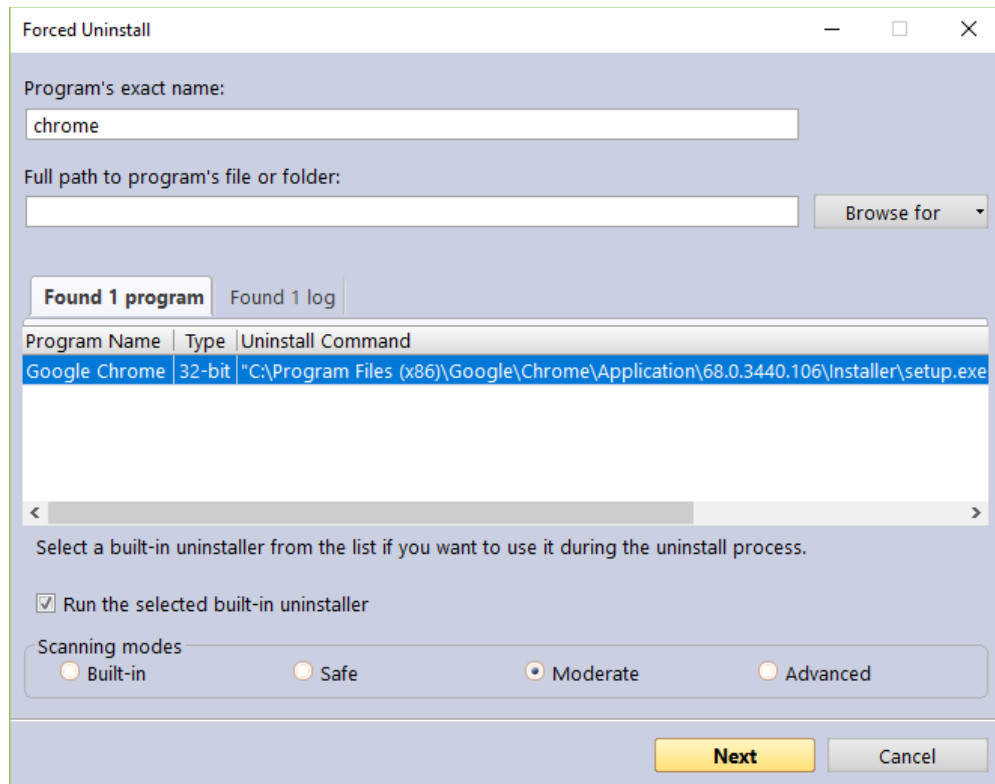 Forced Uninstall
Program's exact name:
chrome
Full path to program's file or folder:
Browse for
Found 1 program Found 1 log
Program Name Type Uninstall Command
Google Chrome 32-bit "C:\Program Files (x86)\Google\Chrome\Application\68.0.3440.106\Installer\setup.exe
Select a built-in uninstaller from the list if you want to use it during the uninstall process.
Run the selected built-in uninstaller
Scanning modes
Built-in Safe Moderate Advanced
Next Cancel